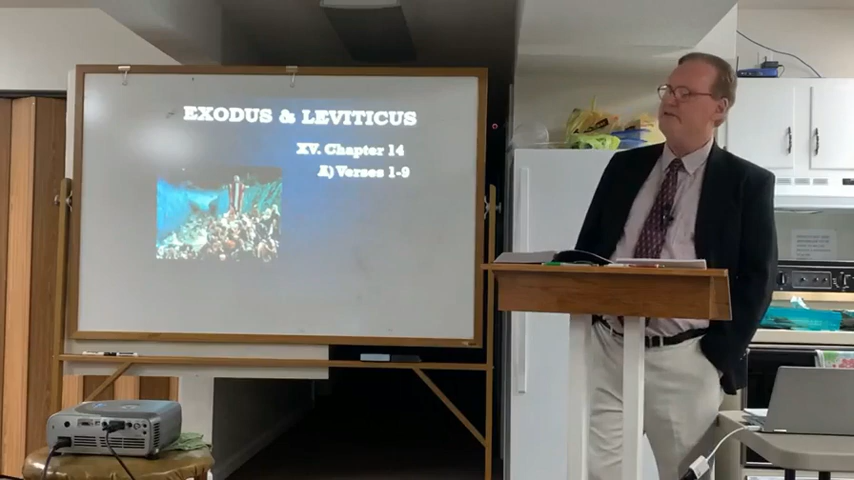 EXODUS & LEVITICUS
XV. Chapter 14
A) Verses 1-9